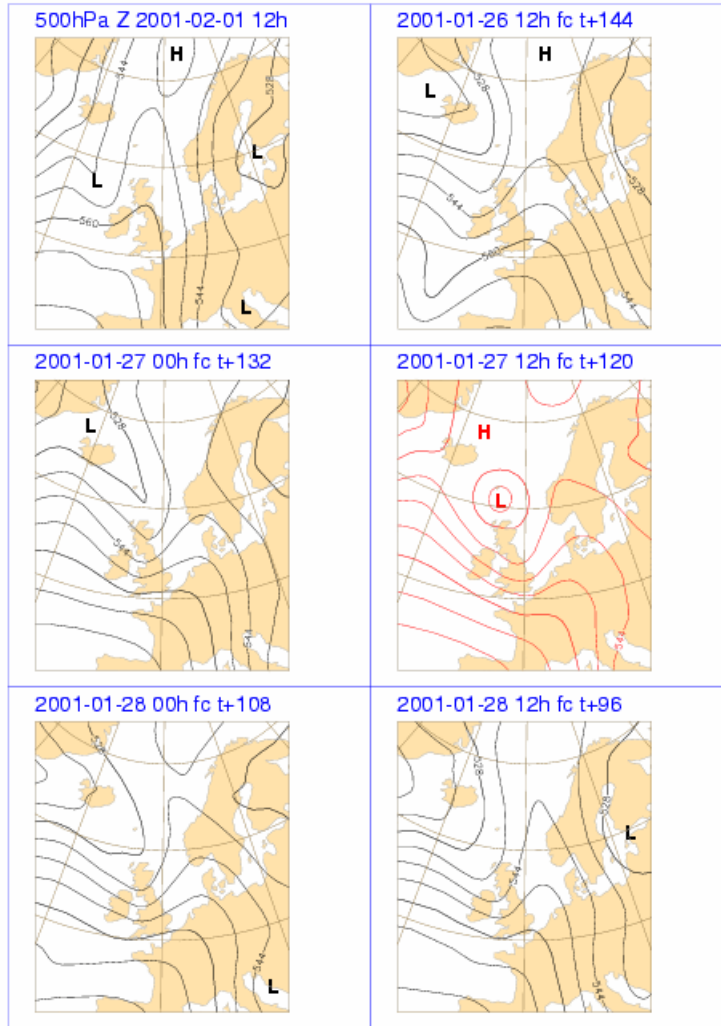 500hPa Z 2001-02-01 12h
H
544
528
L
L
560
544
L
2001-01-26 12h fc t+144
H
L
528
528
544
560
544
2001-01-27 00h fc t+132
L
528
544
544
2001-01-27 12h fc t+120
H
L
544
2001-01-28 00h fc t+108
528
544
L
2001-01-28 12h fc t+96
528
528
L
544
544